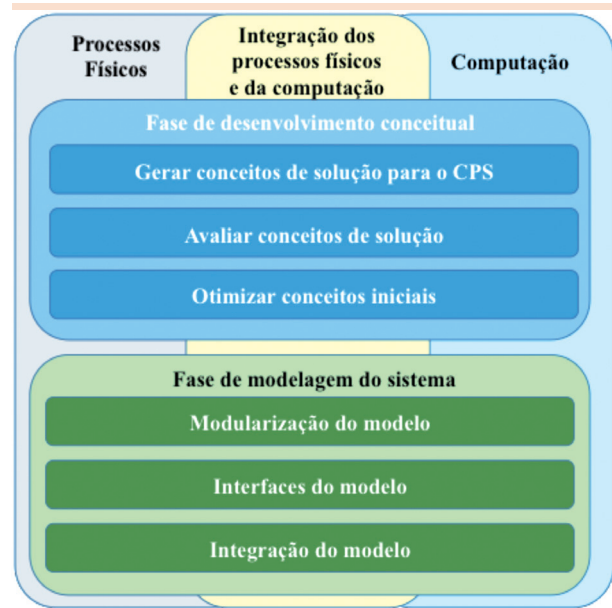 Processos
Físicos
Integração dos
processos físicos
e da computação
Computação
Fase de desenvolvimento conceitual
Gerar conceitos de solução para o CPS
Avaliar conceitos de solução
Otimizar conceitos iniciais
Fase de modelagem do sistema
Modularização do modelo
Interfaces do modelo
Integração do modelo